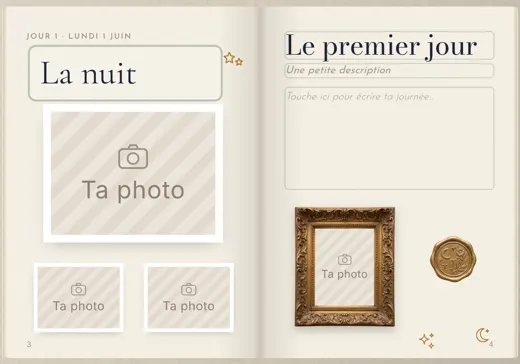 JOUR 1 · LUNDI 1 JUIN
La nuit
Ta photo
Ta photo
Ta photo
3
Le premier jour
Une petite description
Touche ici pour écrire ta journée...
Ta photo
4